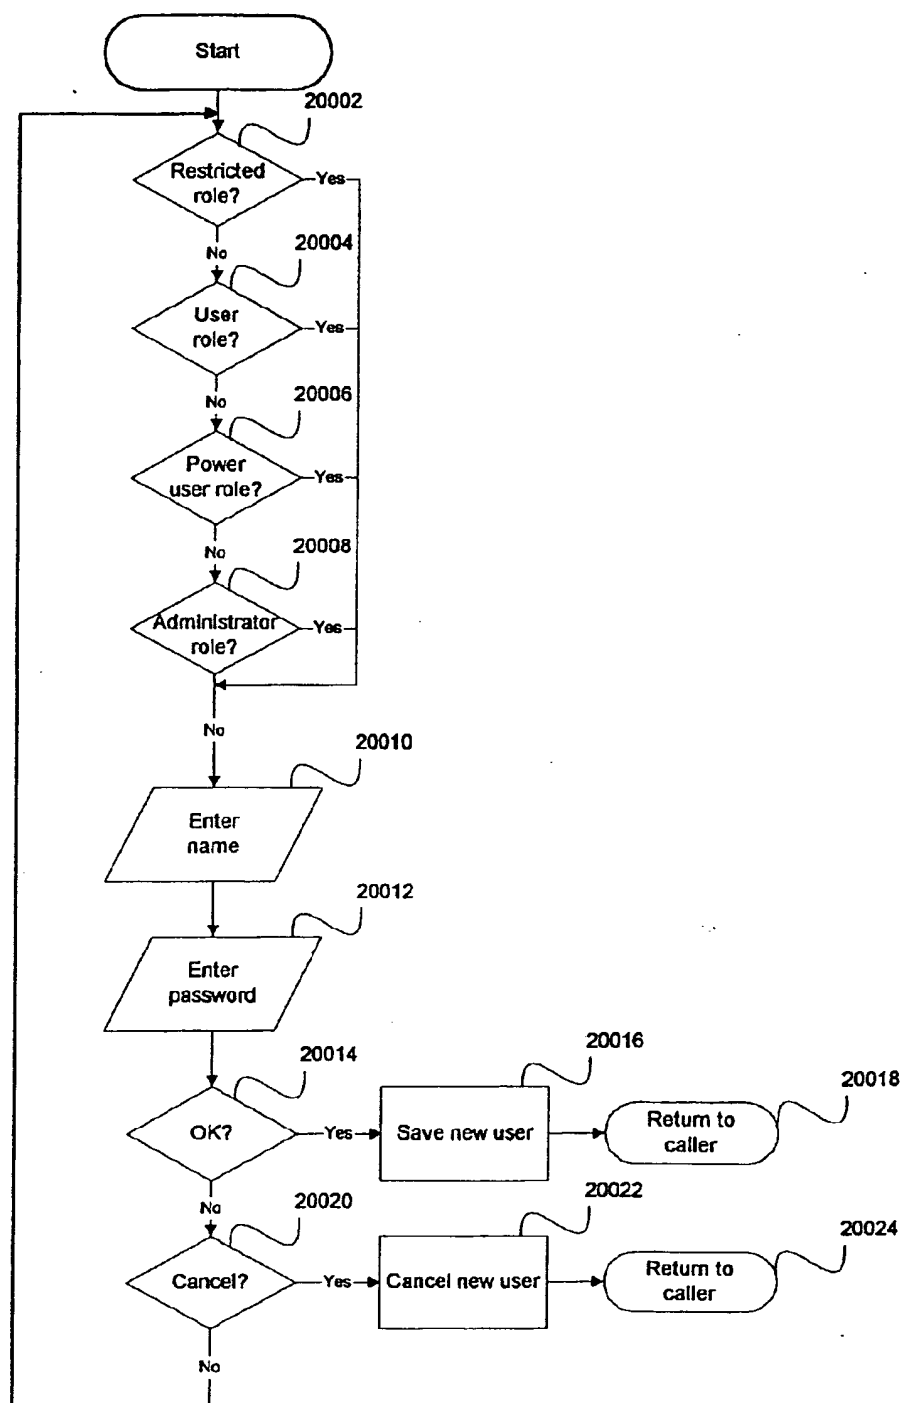 Start
20002
Restricted
role?
Yes
No
20004
User
role?
Yes
No
20006
Power
user role?
Yes
No
20008
Administrator
role?
Yes
No
20010
Enter
name
20012
Enter
password
20014
OK?
Yes
20016
Save new user
20018
Return to
caller
No
20020
Cancel?
Yes
20022
Cancel new user
20024
Return to
caller
No